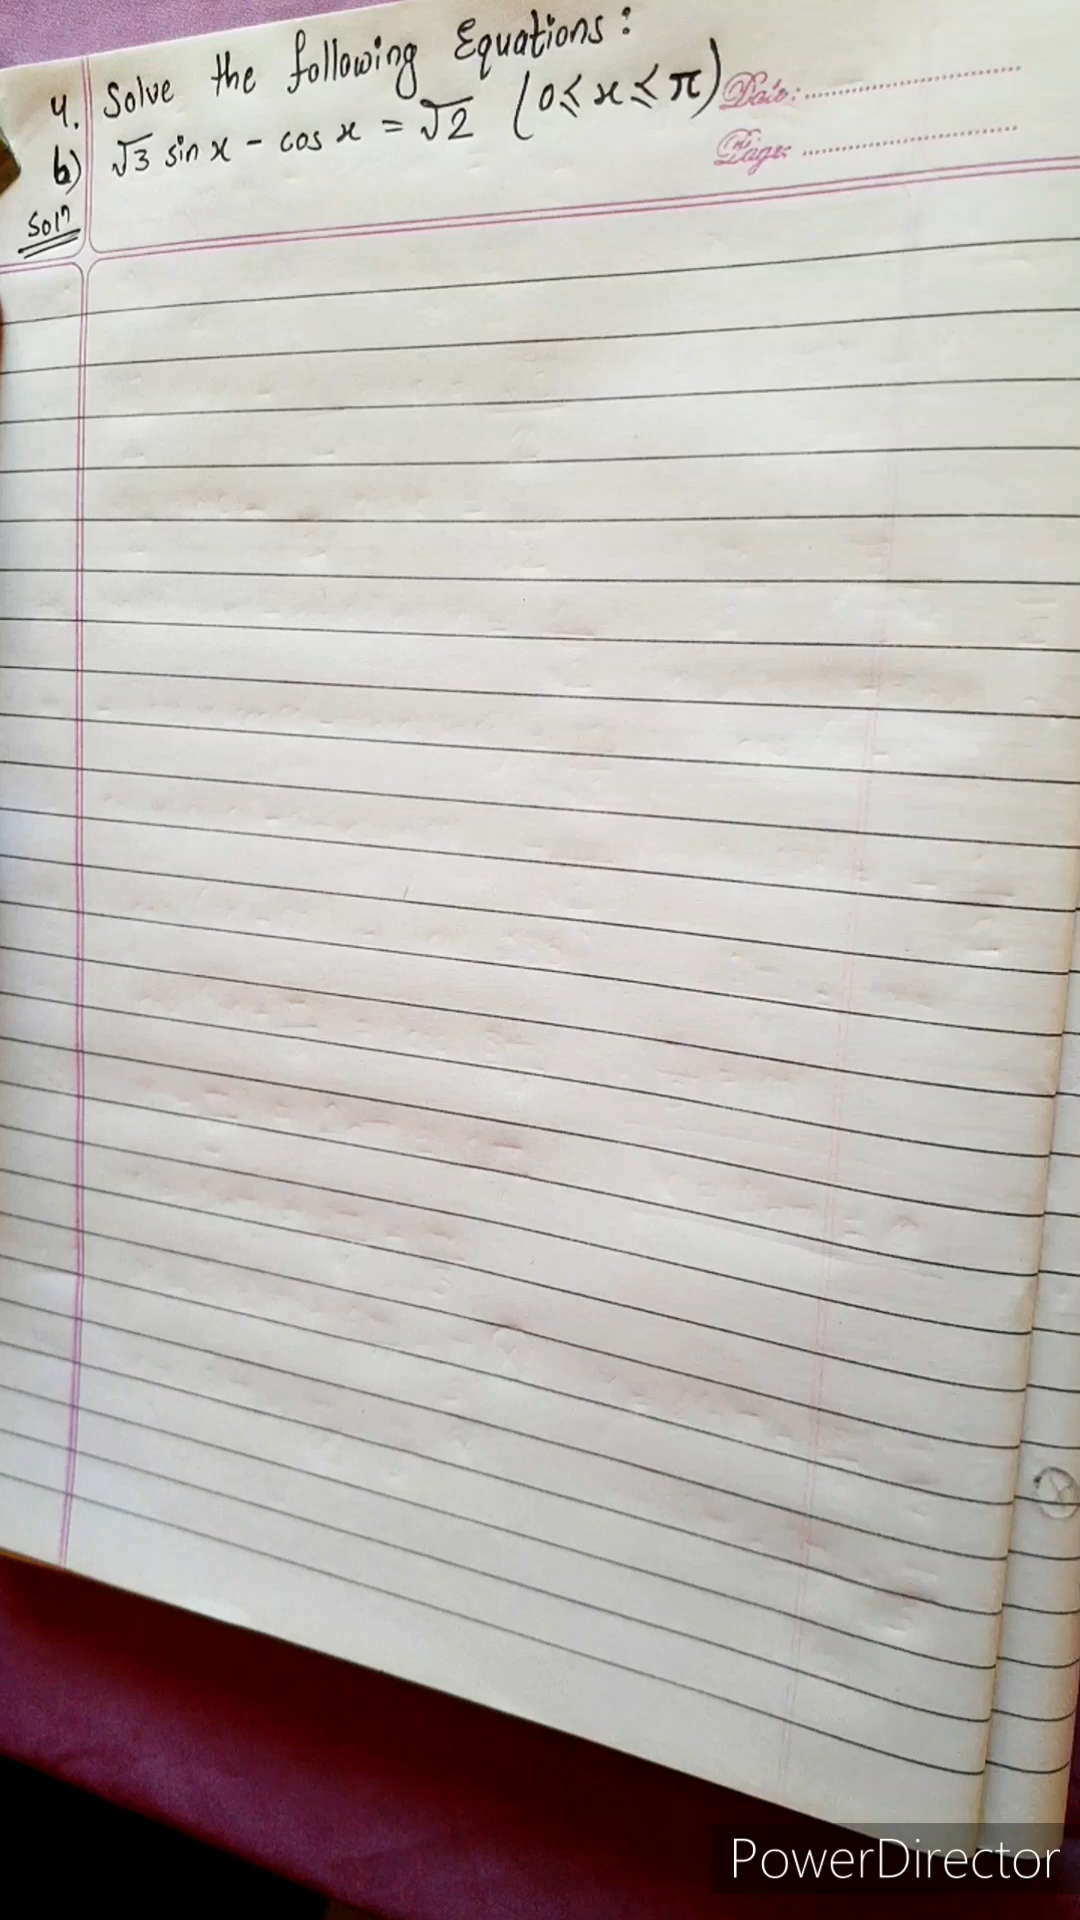 4. Solve the following Equations:
b) √3 sin x - cos x = √2 (0≤x≤π)
Date:
Page:
Solⁿ
PowerDirector